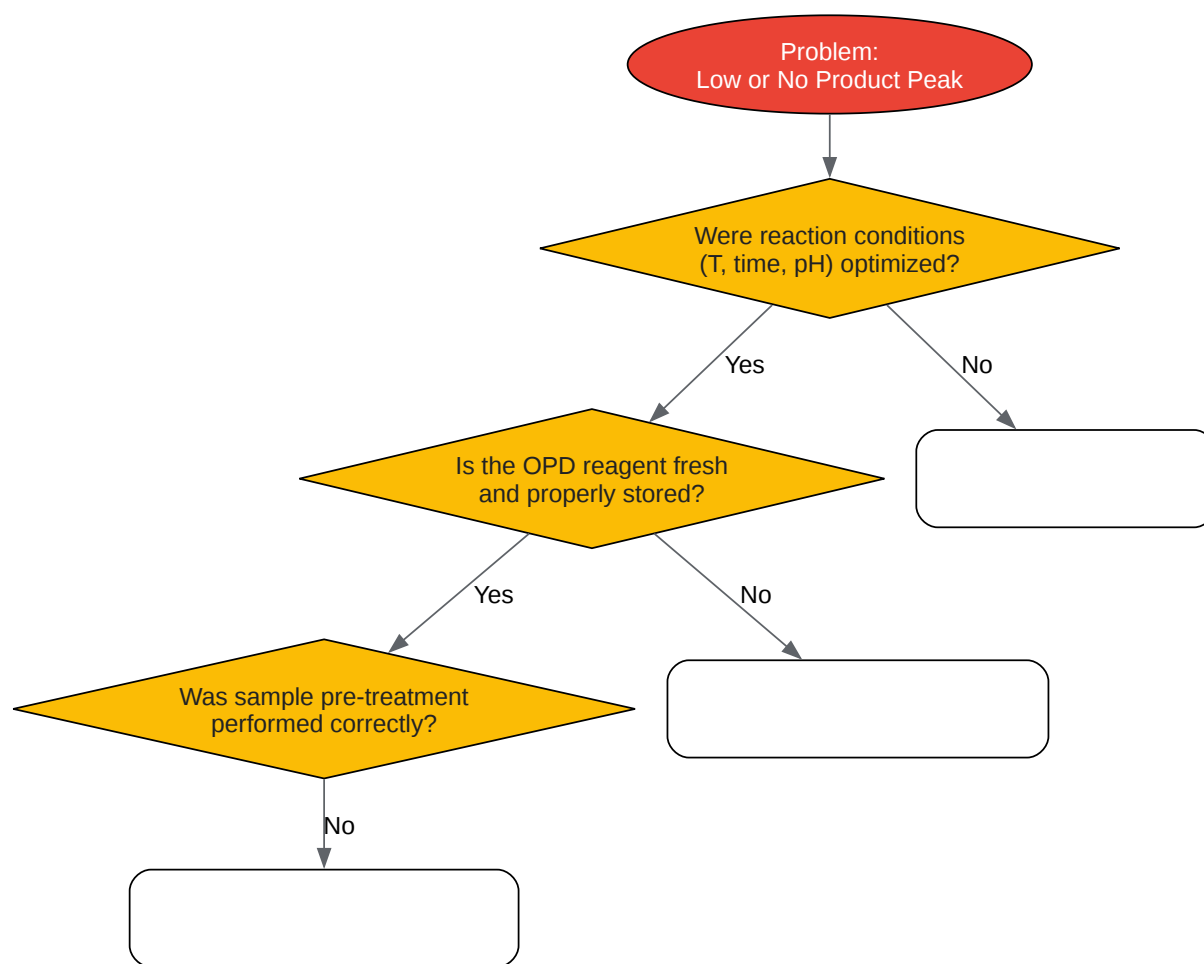 Problem:
Low or No Product Peak
Were reaction conditions
(T, time, pH) optimized?
Yes
No
Is the OPD reagent fresh
and properly stored?
Yes
No
Was sample pre-treatment
performed correctly?
No